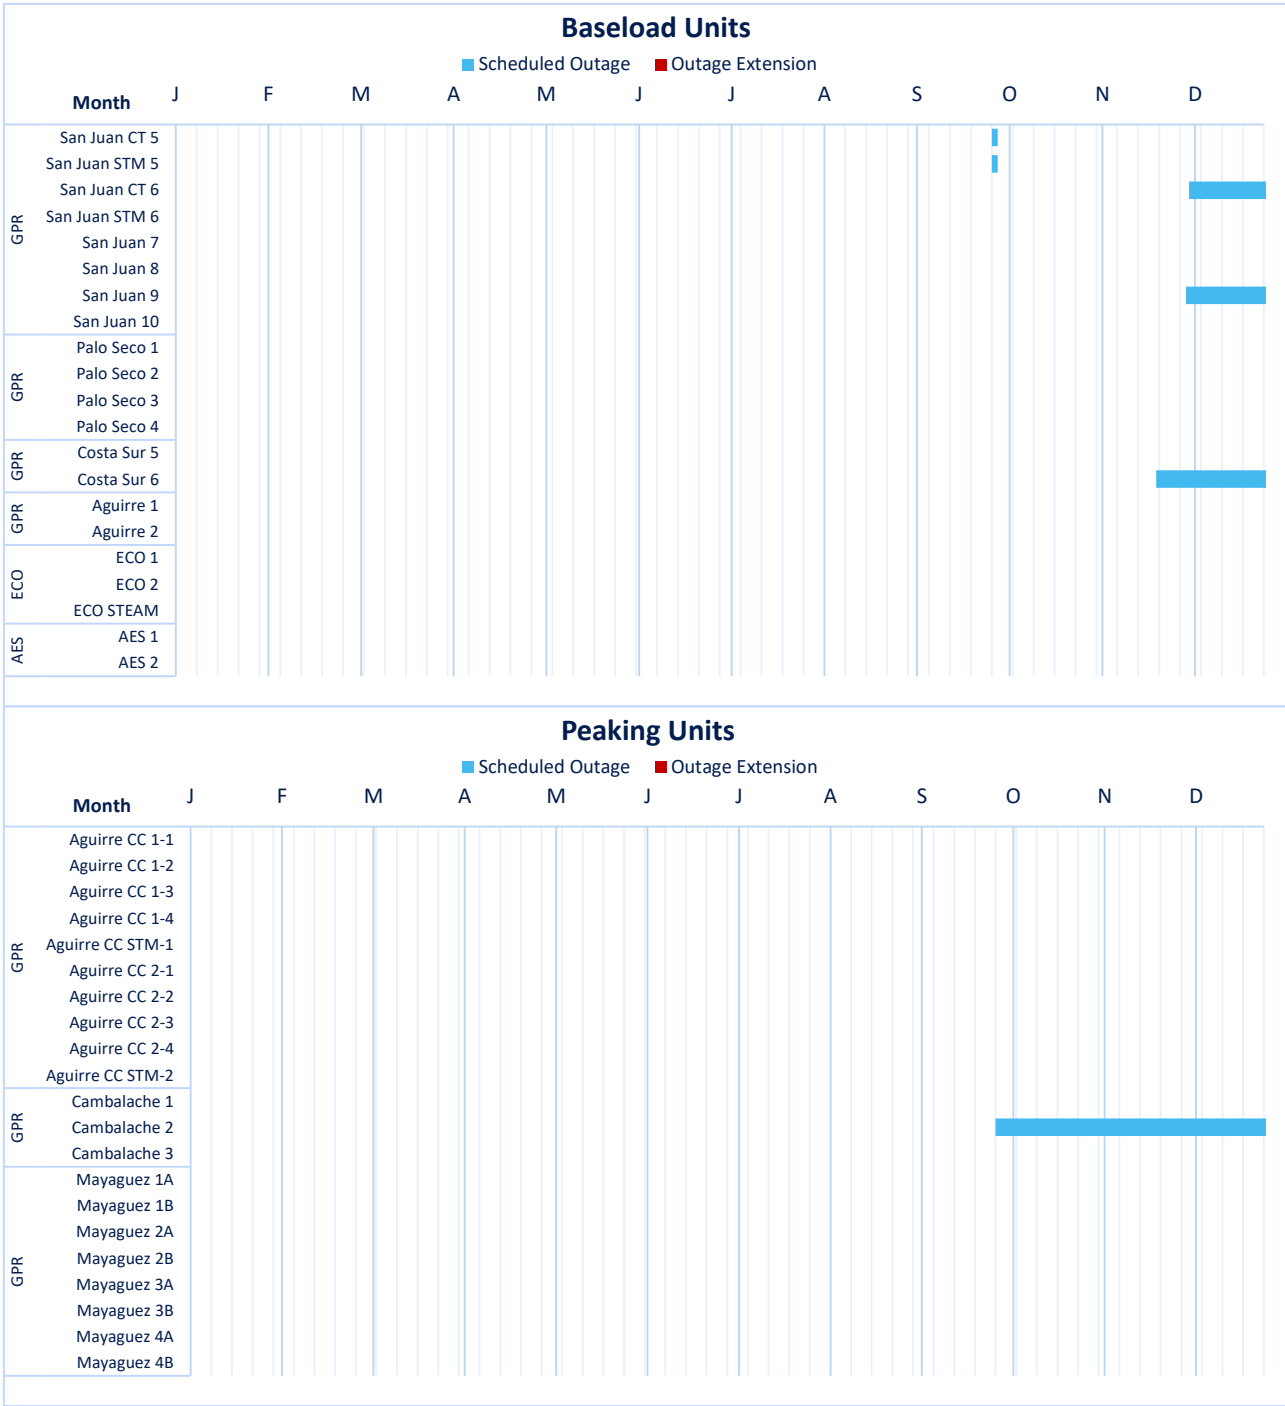 Baseload Units
Scheduled Outage Outage Extension
Month J F M A M J J A S O N D
GPR
San Juan CT 5
San Juan STM 5
San Juan CT 6
San Juan STM 6
San Juan 7
San Juan 8
San Juan 9
San Juan 10
GPR
Palo Seco 1
Palo Seco 2
Palo Seco 3
Palo Seco 4
GPR
Costa Sur 5
Costa Sur 6
GPR
Aguirre 1
Aguirre 2
ECO
ECO 1
ECO 2
ECO STEAM
AES
AES 1
AES 2
Peaking Units
Scheduled Outage Outage Extension
Month J F M A M J J A S O N D
GPR
Aguirre CC 1-1
Aguirre CC 1-2
Aguirre CC 1-3
Aguirre CC 1-4
Aguirre CC STM-1
Aguirre CC 2-1
Aguirre CC 2-2
Aguirre CC 2-3
Aguirre CC 2-4
Aguirre CC STM-2
GPR
Cambalache 1
Cambalache 2
Cambalache 3
GPR
Mayaguez 1A
Mayaguez 1B
Mayaguez 2A
Mayaguez 2B
Mayaguez 3A
Mayaguez 3B
Mayaguez 4A
Mayaguez 4B